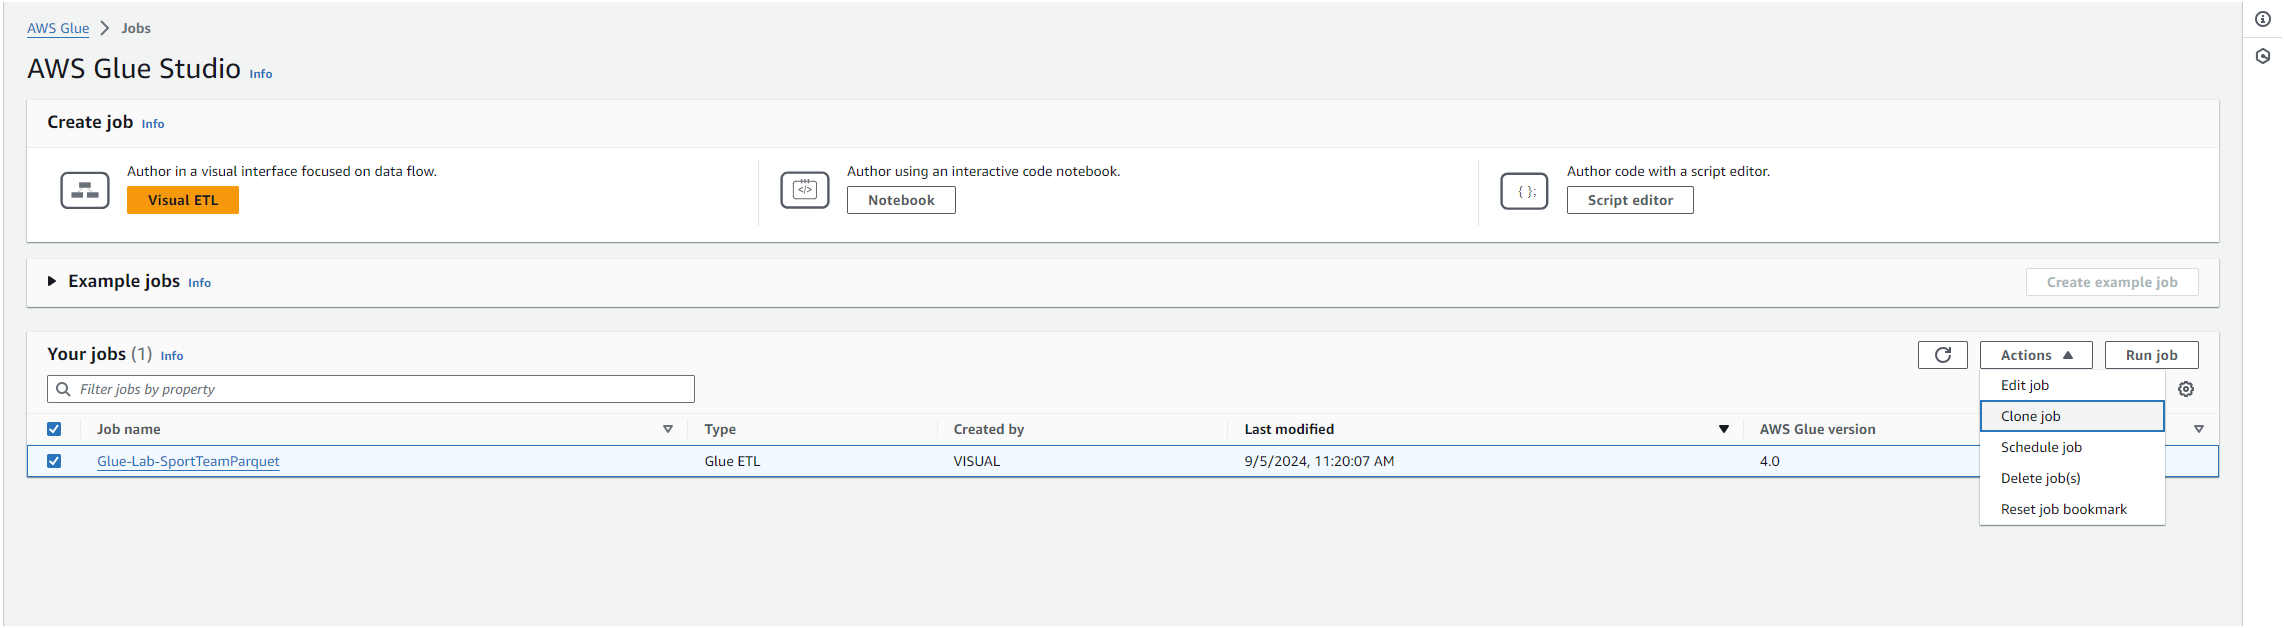 AWS Glue > Jobs
AWS Glue Studio Info
Create job Info
Author in a visual interface focused on data flow.
Visual ETL
Author using an interactive code notebook.
Notebook
Author code with a script editor.
Script editor
Example jobs Info
Create example job
Your jobs (1) Info
Actions
Run job
Filter jobs by property
Edit job
Clone job
Schedule job
Delete job(s)
Reset job bookmark
Job name Type Created by Last modified AWS Glue version
Glue-Lab-SportTeamParquet Glue ETL VISUAL 9/5/2024, 11:20:07 AM 4.0